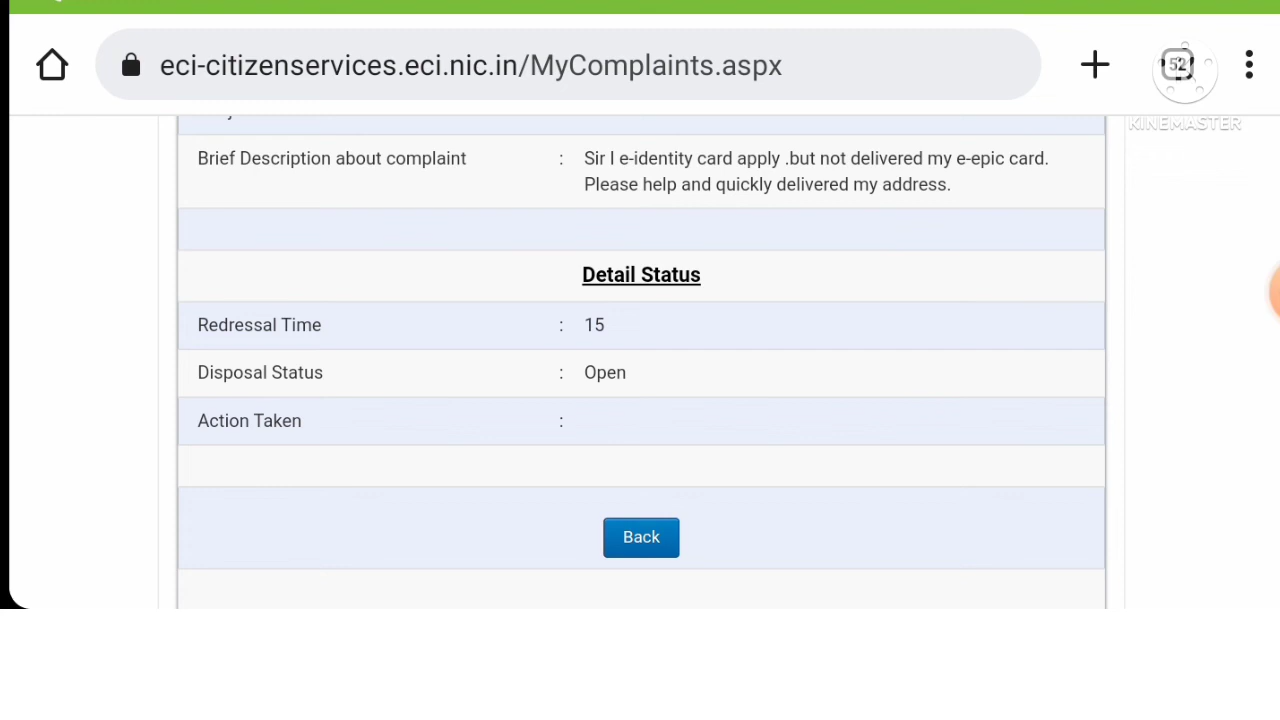 eci-citizenservices.eci.nic.in/MyComplaints.aspx
52
KINEMASTER
Brief Description about complaint : Sir I e-identity card apply .but not delivered my e-epic card.
Please help and quickly delivered my address.
Detail Status
Redressal Time : 15
Disposal Status : Open
Action Taken :
Back